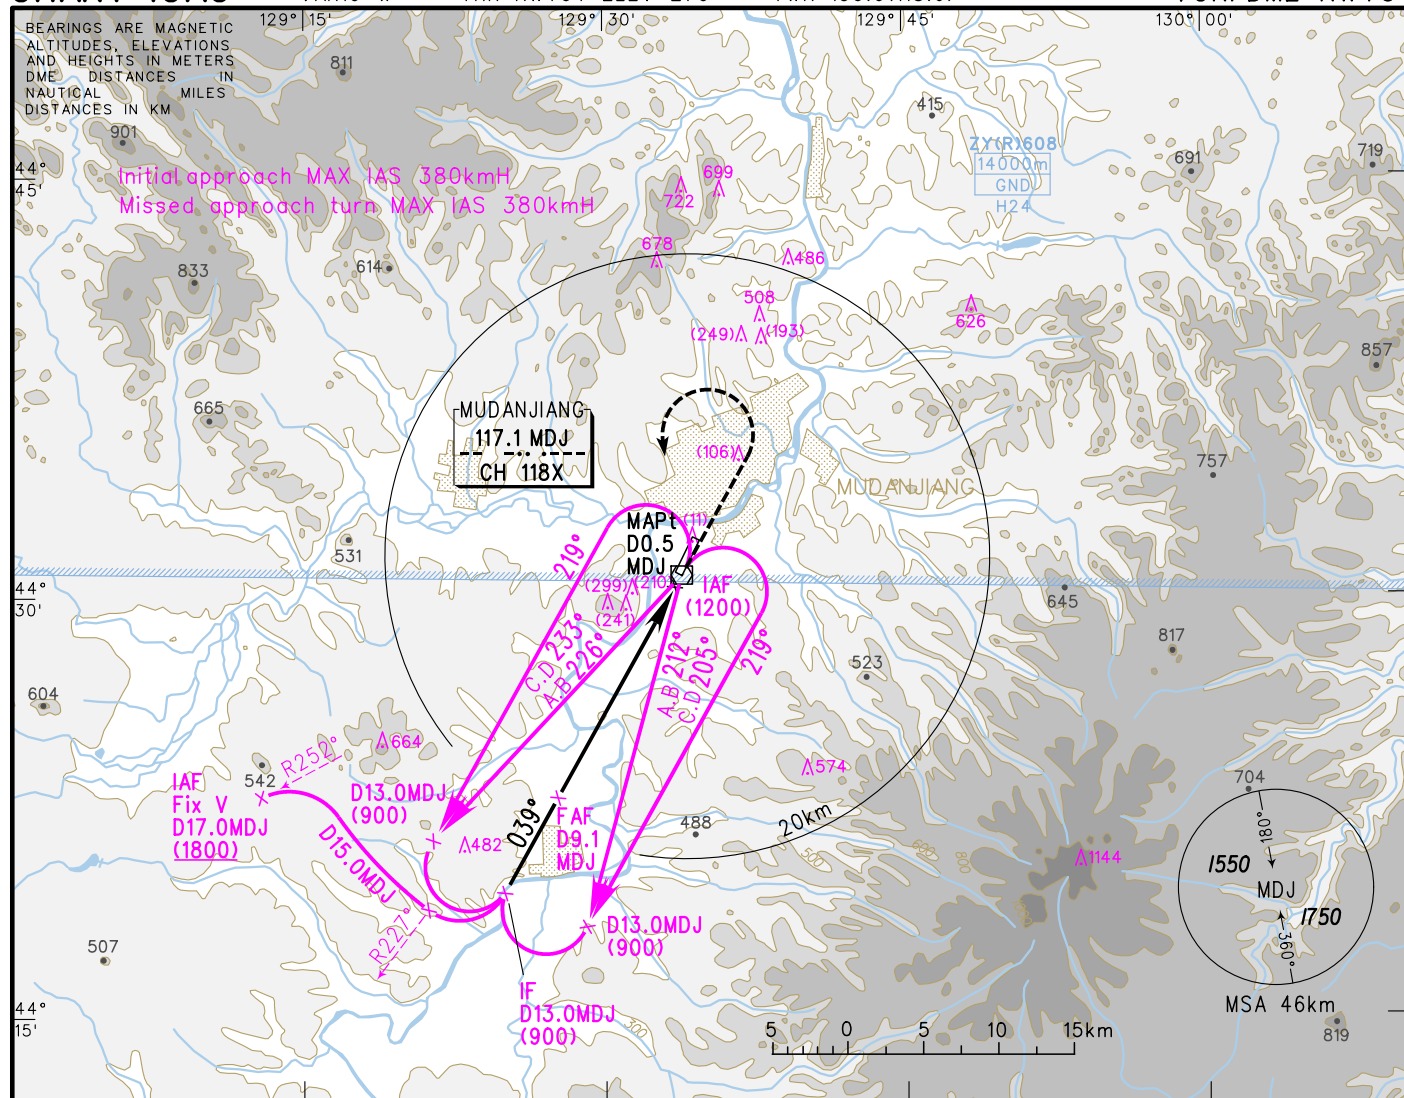 129°15'
129°30'
129°45'
130°00'
BEARINGS ARE MAGNETIC
ALTITUDES, ELEVATIONS
AND HEIGHTS IN METERS
DME DISTANCES IN
NAUTICAL MILES
DISTANCES IN KM
811
901
415
ZY(R)608
14000m
GND
H24
691
719
44°
45'
Initial approach MAX IAS 380kmH
Missed approach turn MAX IAS 380kmH
699
722
678
486
833
614
508
626
(249)
(193)
857
665
MUDANJIANG
117.1 MDJ
CH 118X
(106)
757
MUDANJIANG
MAPt
D0.5
MDJ
(11)
531
219°
44°
30'
(299)
(210)
(241)
IAF
(1200)
645
C.D 233°
A.B 226°
A.B 212°
C.D 205°
219°
817
523
604
664
574
R252°
542
IAF
Fix V
D17.0MDJ
(1800)
D13.0MDJ
(900)
D15.0MDJ
482
039°
FAF
D9.1
MDJ
488
20km
500
600
800
1144
704
180°
1550
MDJ
1750
360°
MSA 46km
R227°
507
D13.0MDJ
(900)
IF
D13.0MDJ
(900)
300
44°
15'
5 0 5 10 15km
819